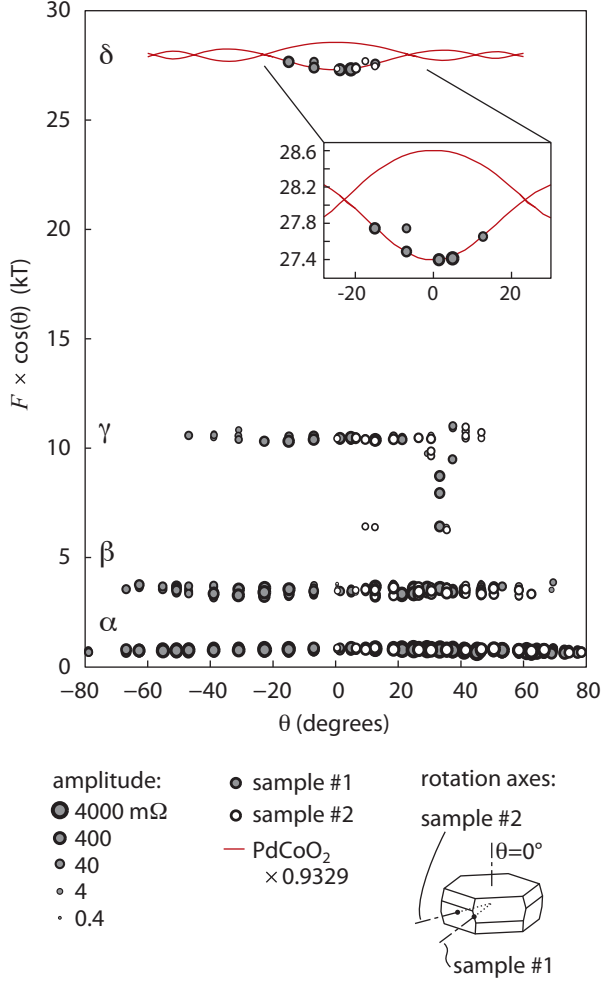 30
25
20
15
10
5
0
F × cos(θ) (kT)
δ
γ
β
α
28.6
28.2
27.8
27.4
-20
0
20
−80
−60
−40
−20
0
20
40
60
80
θ (degrees)
amplitude:
4000 mΩ
400
40
4
0.4
sample #1
sample #2
PdCoO₂
× 0.9329
rotation axes:
sample #2
θ=0°
sample #1